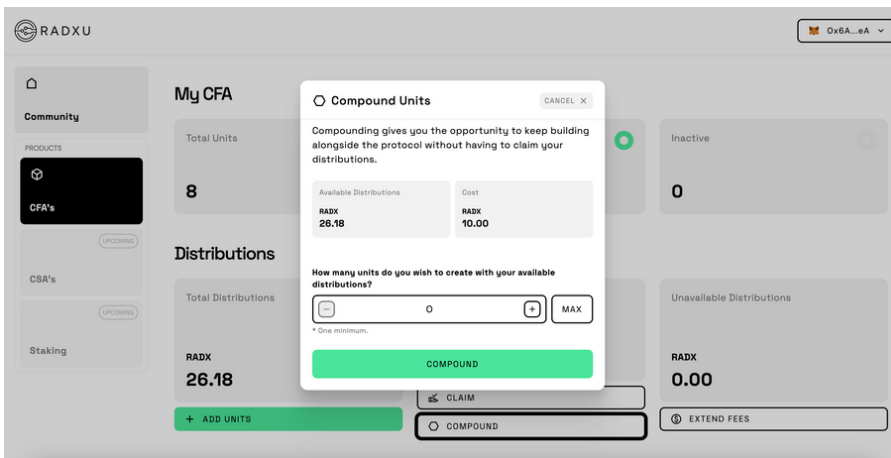 RADXU
0x6A...eA
Community
PRODUCTS
CFA's
UPCOMING
CSA's
UPCOMING
Staking
My CFA
Total Units
8
Inactive
0
Distributions
Total Distributions
RADX
26.18
Unavailable Distributions
RADX
0.00
+ ADD UNITS
CLAIM
COMPOUND
EXTEND FEES
Compound Units
CANCEL X
Compounding gives you the opportunity to keep building
alongside the protocol without having to claim your
distributions.
Available Distributions
RADX
26.18
Cost
RADX
10.00
How many units do you wish to create with your available
distributions?
- 0 + MAX
* One minimum.
COMPOUND